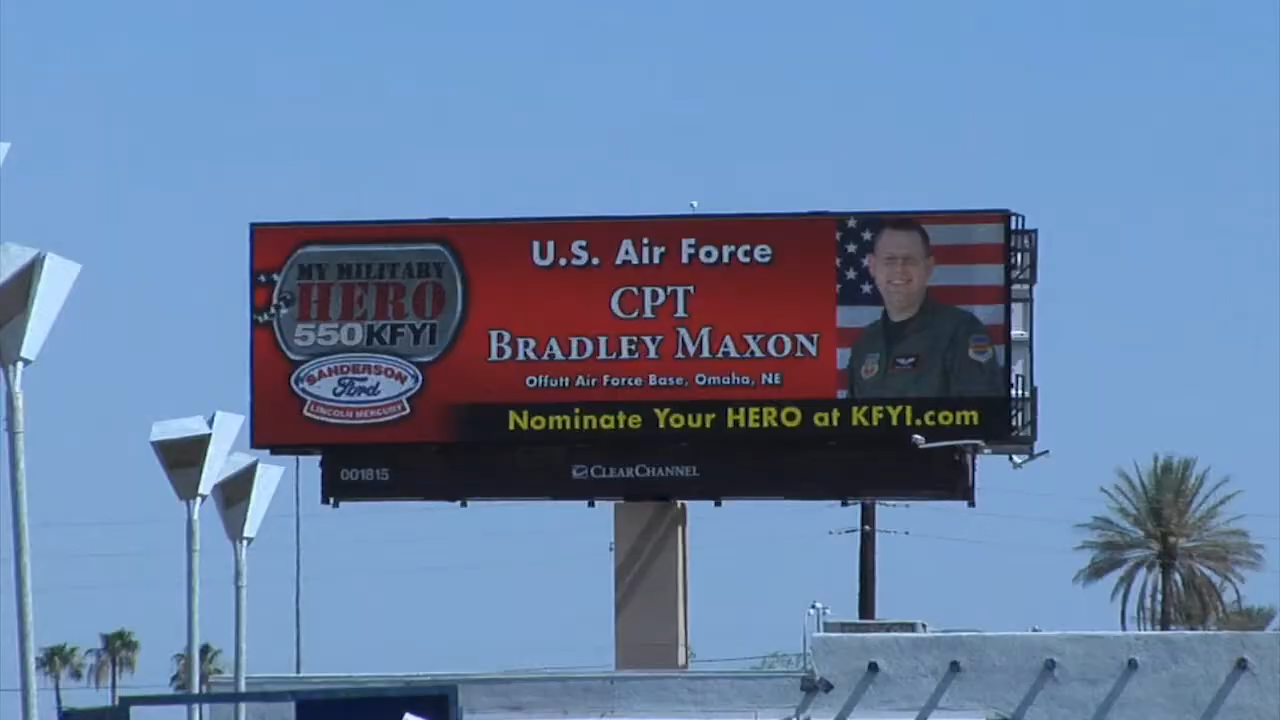 MY MILITARY
HERO
550KFYI
SANDERSON
Ford
LINCOLN MERCURY
U.S. Air Force
CPT
BRADLEY MAXON
Offutt Air Force Base, Omaha, NE
Nominate Your HERO at KFYI.com
001815
CLEARCHANNEL